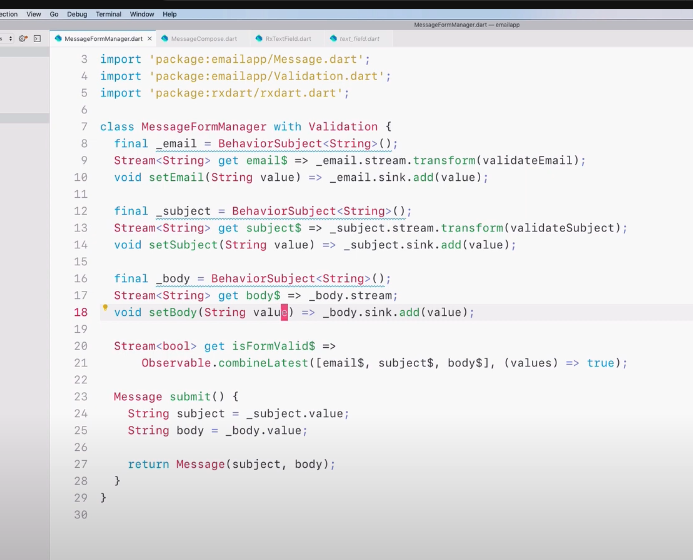 ection View Go Debug Terminal Window Help
MessageFormManager.dart — emailapp
MessageFormManager.dart × MessageCompose.dart RxTextField.dart text_field.dart
3 import 'package:emailapp/Message.dart';
4 import 'package:emailapp/Validation.dart';
5 import 'package:rxdart/rxdart.dart';
6
7 class MessageFormManager with Validation {
8 final _email = BehaviorSubject<String>();
9 Stream<String> get email$ => _email.stream.transform(validateEmail);
10 void setEmail(String value) => _email.sink.add(value);
11
12 final _subject = BehaviorSubject<String>();
13 Stream<String> get subject$ => _subject.stream.transform(validateSubject);
14 void setSubject(String value) => _subject.sink.add(value);
15
16 final _body = BehaviorSubject<String>();
17 Stream<String> get body$ => _body.stream;
18 void setBody(String value) => _body.sink.add(value);
19
20 Stream<bool> get isFormValid$ =>
21 Observable.combineLatest([email$, subject$, body$], (values) => true);
22
23 Message submit() {
24 String subject = _subject.value;
25 String body = _body.value;
26
27 return Message(subject, body);
28 }
29 }
30